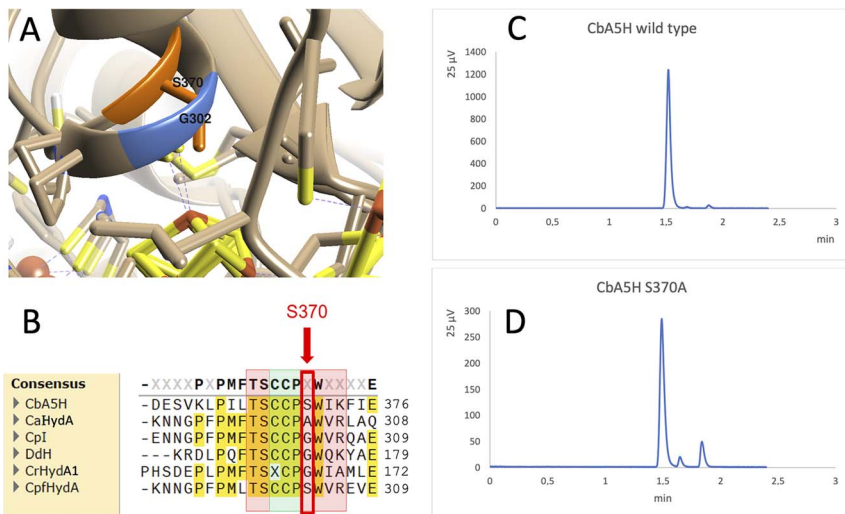 A
S370
G302
B
S370
Consensus
-XXXXPXPMFTSCCPXWXXXXE
CbA5H
-DESVKLPILTSCCPSWIKFIE 376
CaHydA
-KNNGPFPMFTSCCPAWVRLAQ 308
CpI
-ENNGPFPMFTSCCPGWVRQAE 309
DdH
---KRDLPQFTSCCPGWQKYAE 179
CrHydA1
PHSDEPLPMFTSXCPGWIAMLE 172
CpfHydA
-KNNGPFPMLTSCCPSWVREVE 309
C
CbA5H wild type
25 µV
1400
1200
1000
800
600
400
200
0
0
0,5
1
1,5
2
2,5
3
min
D
CbA5H S370A
25 µV
300
250
200
150
100
50
0
0
0,5
1
1,5
2
2,5
3
min